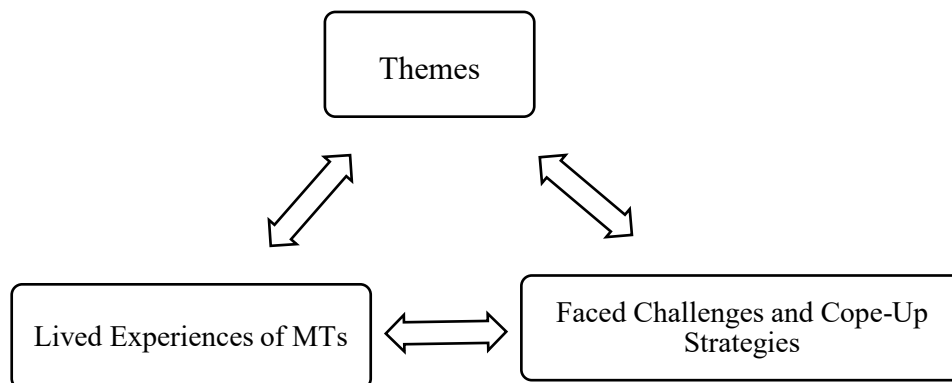 Themes
Lived Experiences of MTs
Faced Challenges and Cope-Up
Strategies